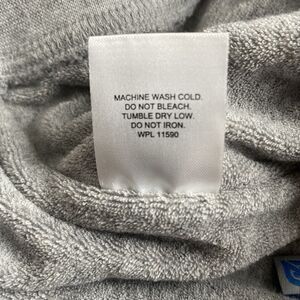 MACHINE WASH COLD.
DO NOT BLEACH.
TUMBLE DRY LOW.
DO NOT IRON.
WPL 11590